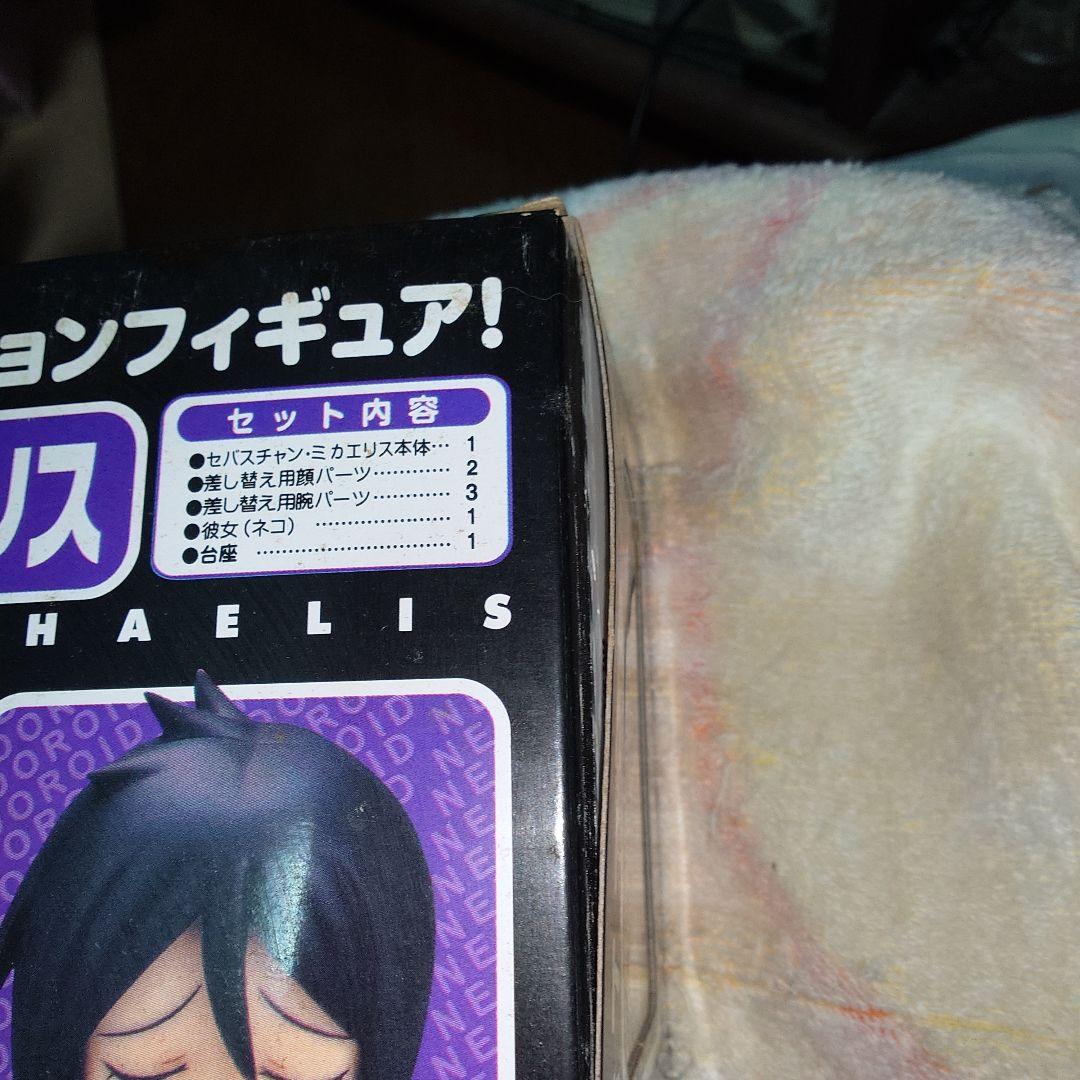 ョンフィギュア!
リス
セット内容
●セバスチャン・ミカエリス本体… 1
●差し替え用顔パーツ………… 2
●差し替え用腕パーツ………… 3
●彼女(ネコ) ………………… 1
●台座 ………………………… 1
HAELIS
NENDOROID